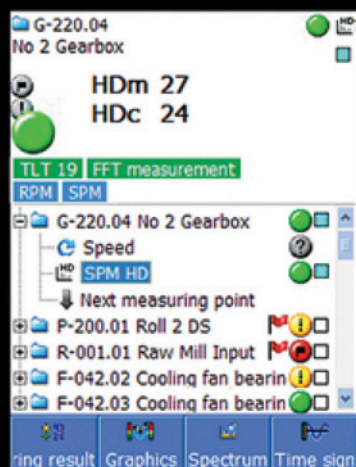 G-220.04
HD
No 2 Gearbox
HDm 27
HDc 24
TLT 19 FFT measurement
RPM SPM
G-220.04 No 2 Gearbox
Speed
HD SPM HD
Next measuring point
P-200.01 Roll 2 DS
R-001.01 Raw Mill Input
F-042.02 Cooling fan bearin
F-042.03 Cooling fan bearin
ring result Graphics Spectrum Time sign